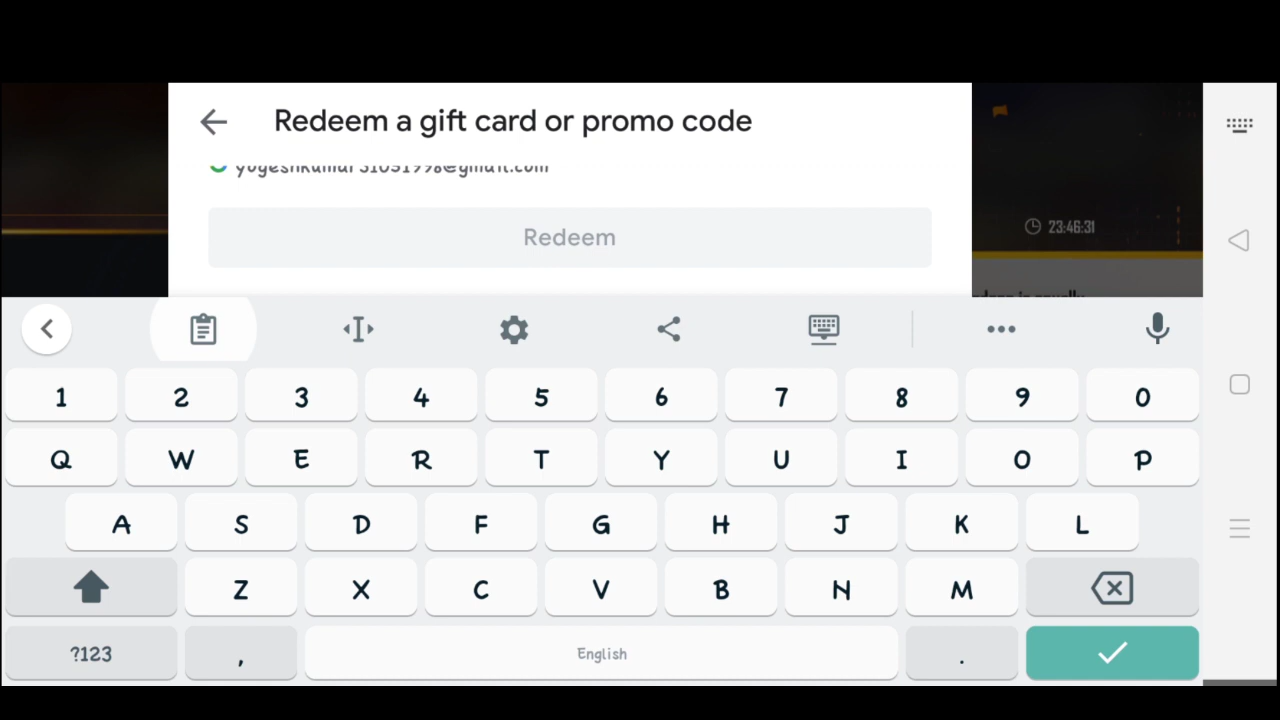 Redeem a gift card or promo code
Redeem
23:46:31
1 2 3 4 5 6 7 8 9 0
Q W E R T Y U I O P
A S D F G H J K L
Z X C V B N M
?123 , English .